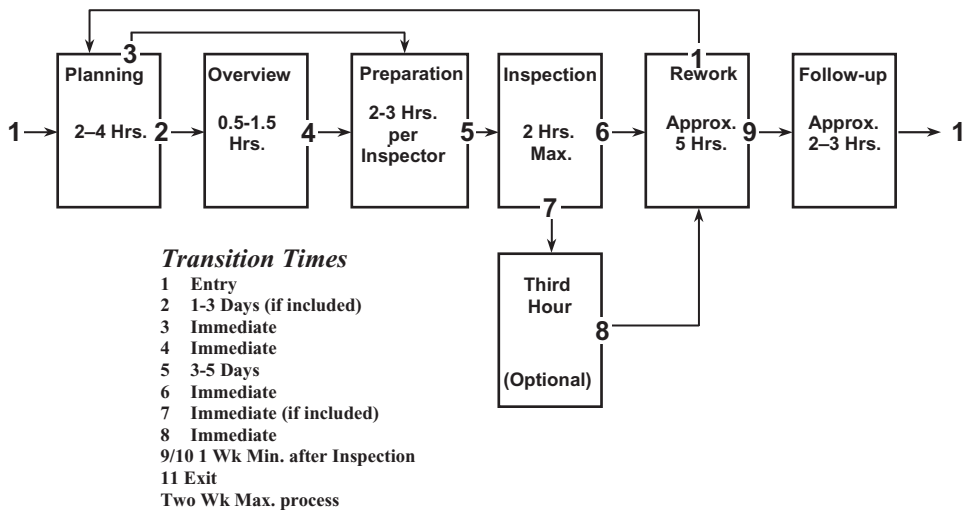 3
1
Planning
2–4 Hrs.
Overview
0.5-1.5
Hrs.
Preparation
2-3 Hrs.
per
Inspector
Inspection
2 Hrs.
Max.
Rework
Approx.
5 Hrs.
Follow-up
Approx.
2–3 Hrs.
1
2
4
5
6
9
1
7
Third
Hour
(Optional)
8
Transition Times
1 Entry
2 1-3 Days (if included)
3 Immediate
4 Immediate
5 3-5 Days
6 Immediate
7 Immediate (if included)
8 Immediate
9/10 1 Wk Min. after Inspection
11 Exit
Two Wk Max. process